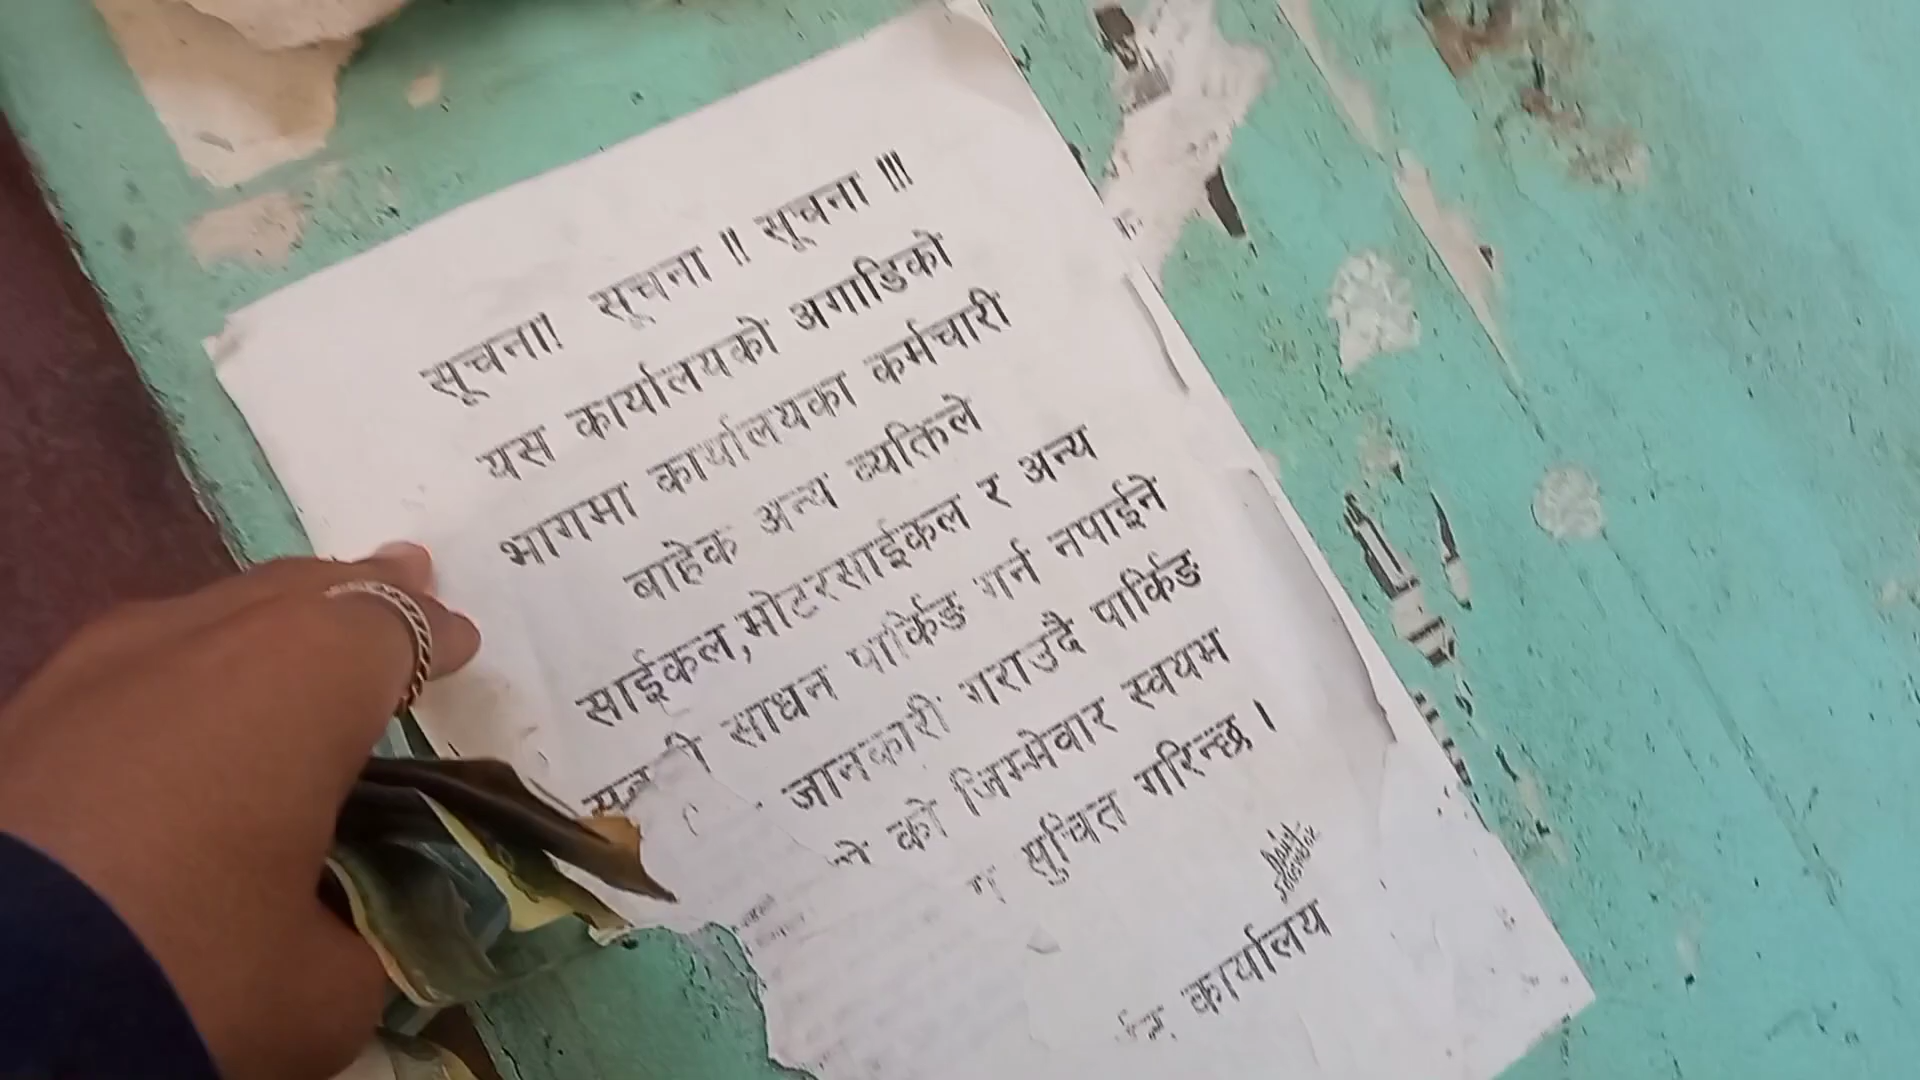 सूचना! सूचना !! सूचना !!!
यस कार्यालयको अगाडिको
भागमा कार्यालयका कर्मचारी
बाहेक अन्य व्यक्तिले
साईकल,मोटरसाईकल र अन्य
साधन पार्किङ गर्न नपाईने
जानकारी गराउदै पार्किङ
को जिम्मेवार स्वयम
सुचित गरिन्छ ।
कार्यालय